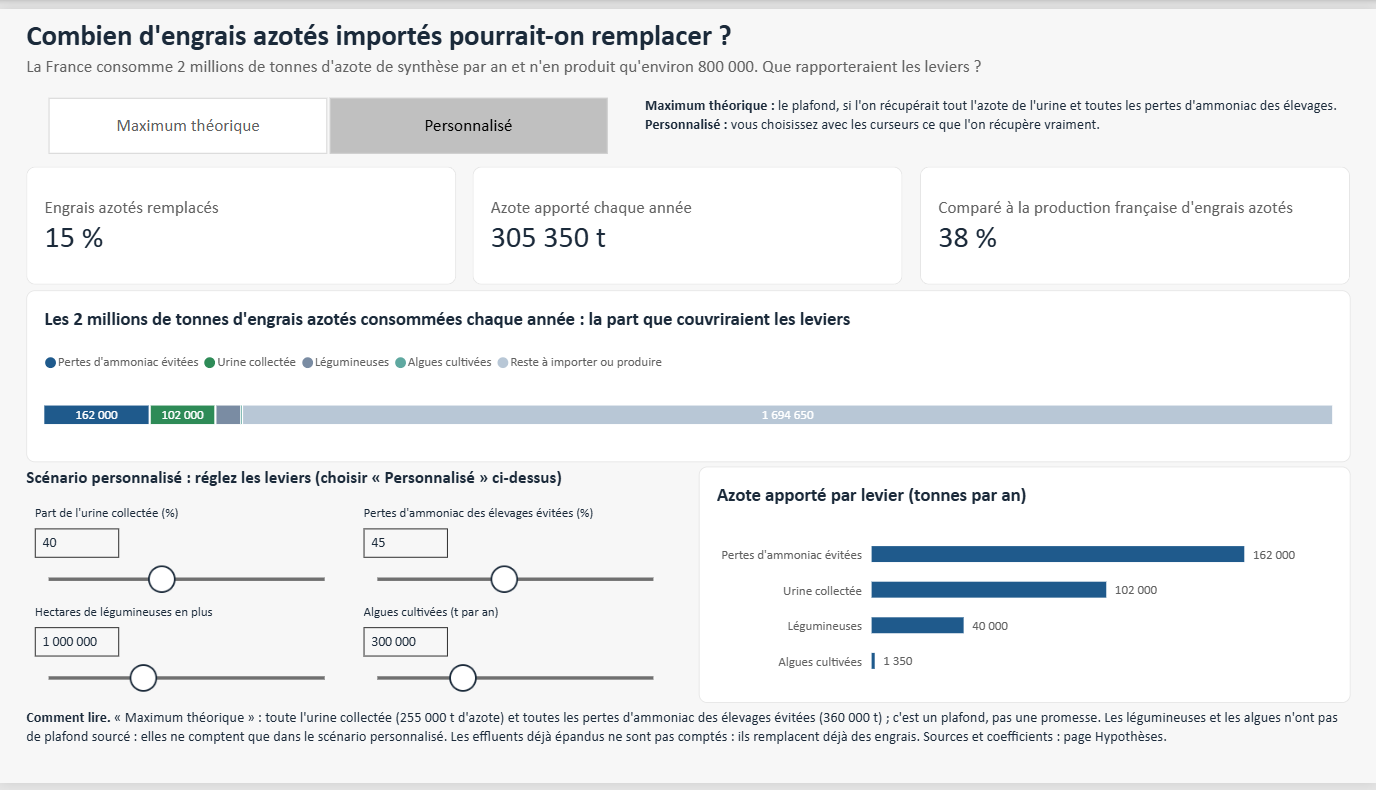 Combien d'engrais azotés importés pourrait-on remplacer ?
La France consomme 2 millions de tonnes d'azote de synthèse par an et n'en produit qu'environ 800 000. Que rapporteraient les leviers ?
Maximum théorique
Personnalisé
Maximum théorique : le plafond, si l'on récupérait tout l'azote de l'urine et toutes les pertes d'ammoniac des élevages.
Personnalisé : vous choisissez avec les curseurs ce que l'on récupère vraiment.
Engrais azotés remplacés
15 %
Azote apporté chaque année
305 350 t
Comparé à la production française d'engrais azotés
38 %
Les 2 millions de tonnes d'engrais azotés consommées chaque année : la part que couvriraient les leviers
Pertes d'ammoniac évitées Urine collectée Légumineuses Algues cultivées Reste à importer ou produire
162 000 102 000 1 694 650
Scénario personnalisé : réglez les leviers (choisir « Personnalisé » ci-dessus)
Part de l'urine collectée (%)
40
Pertes d'ammoniac des élevages évitées (%)
45
Hectares de légumineuses en plus
1 000 000
Algues cultivées (t par an)
300 000
Azote apporté par levier (tonnes par an)
Pertes d'ammoniac évitées 162 000
Urine collectée 102 000
Légumineuses 40 000
Algues cultivées 1 350
Comment lire. « Maximum théorique » : toute l'urine collectée (255 000 t d'azote) et toutes les pertes d'ammoniac des élevages évitées (360 000 t) ; c'est un plafond, pas une promesse. Les légumineuses et les algues n'ont pas
de plafond sourcé : elles ne comptent que dans le scénario personnalisé. Les effluents déjà épandus ne sont pas comptés : ils remplacent déjà des engrais. Sources et coefficients : page Hypothèses.